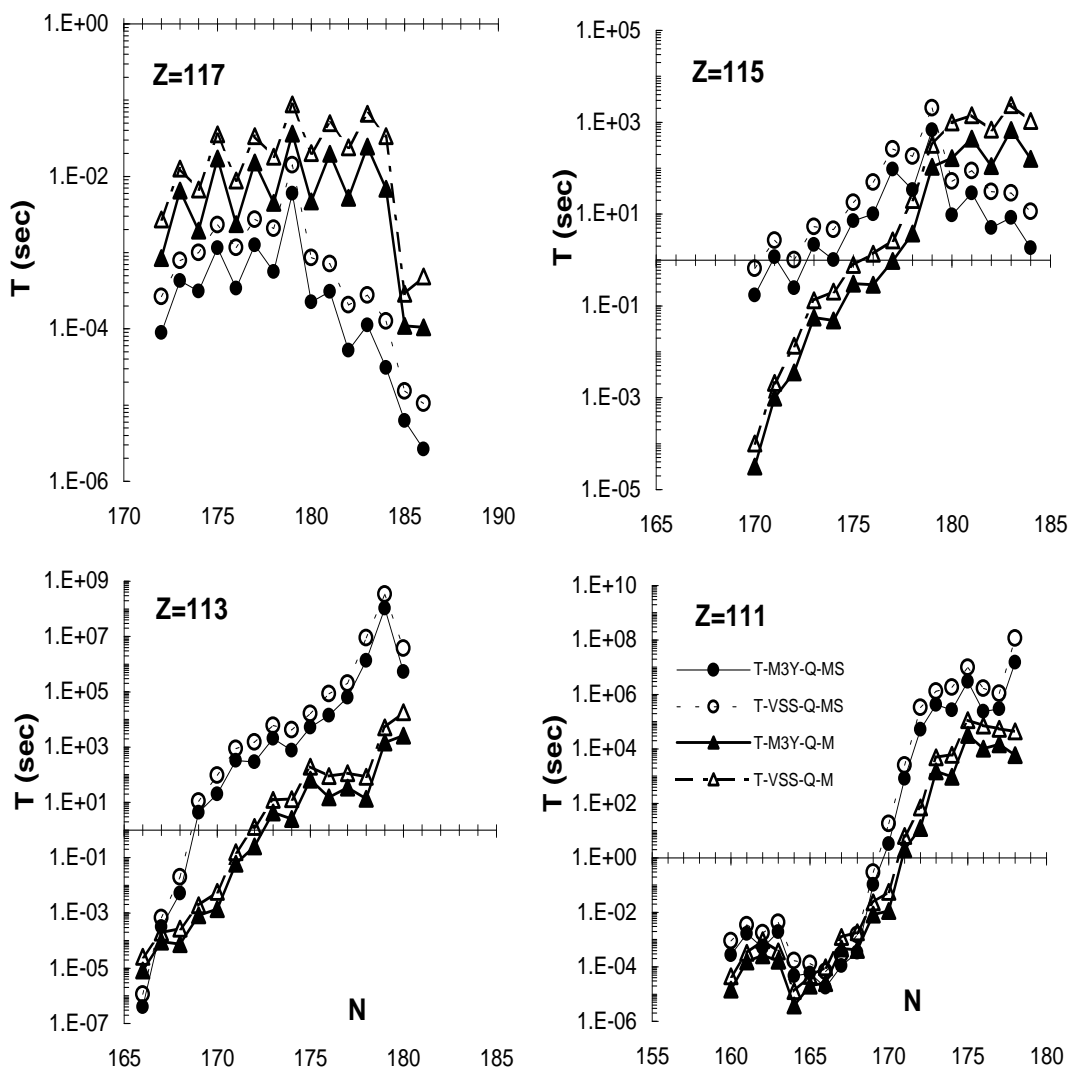 1.E+00
1.E-02
1.E-04
1.E-06
T (sec)
Z=117
170 175 180 185 190
1.E+05
1.E+03
1.E+01
1.E-01
1.E-03
1.E-05
T (sec)
Z=115
165 170 175 180 185
1.E+09
1.E+07
1.E+05
1.E+03
1.E+01
1.E-01
1.E-03
1.E-05
1.E-07
T (sec)
Z=113
N
165 170 175 180 185
1.E+10
1.E+08
1.E+06
1.E+04
1.E+02
1.E+00
1.E-02
1.E-04
1.E-06
T (sec)
Z=111
T-M3Y-Q-MS
T-VSS-Q-MS
T-M3Y-Q-M
T-VSS-Q-M
N
155 160 165 170 175 180